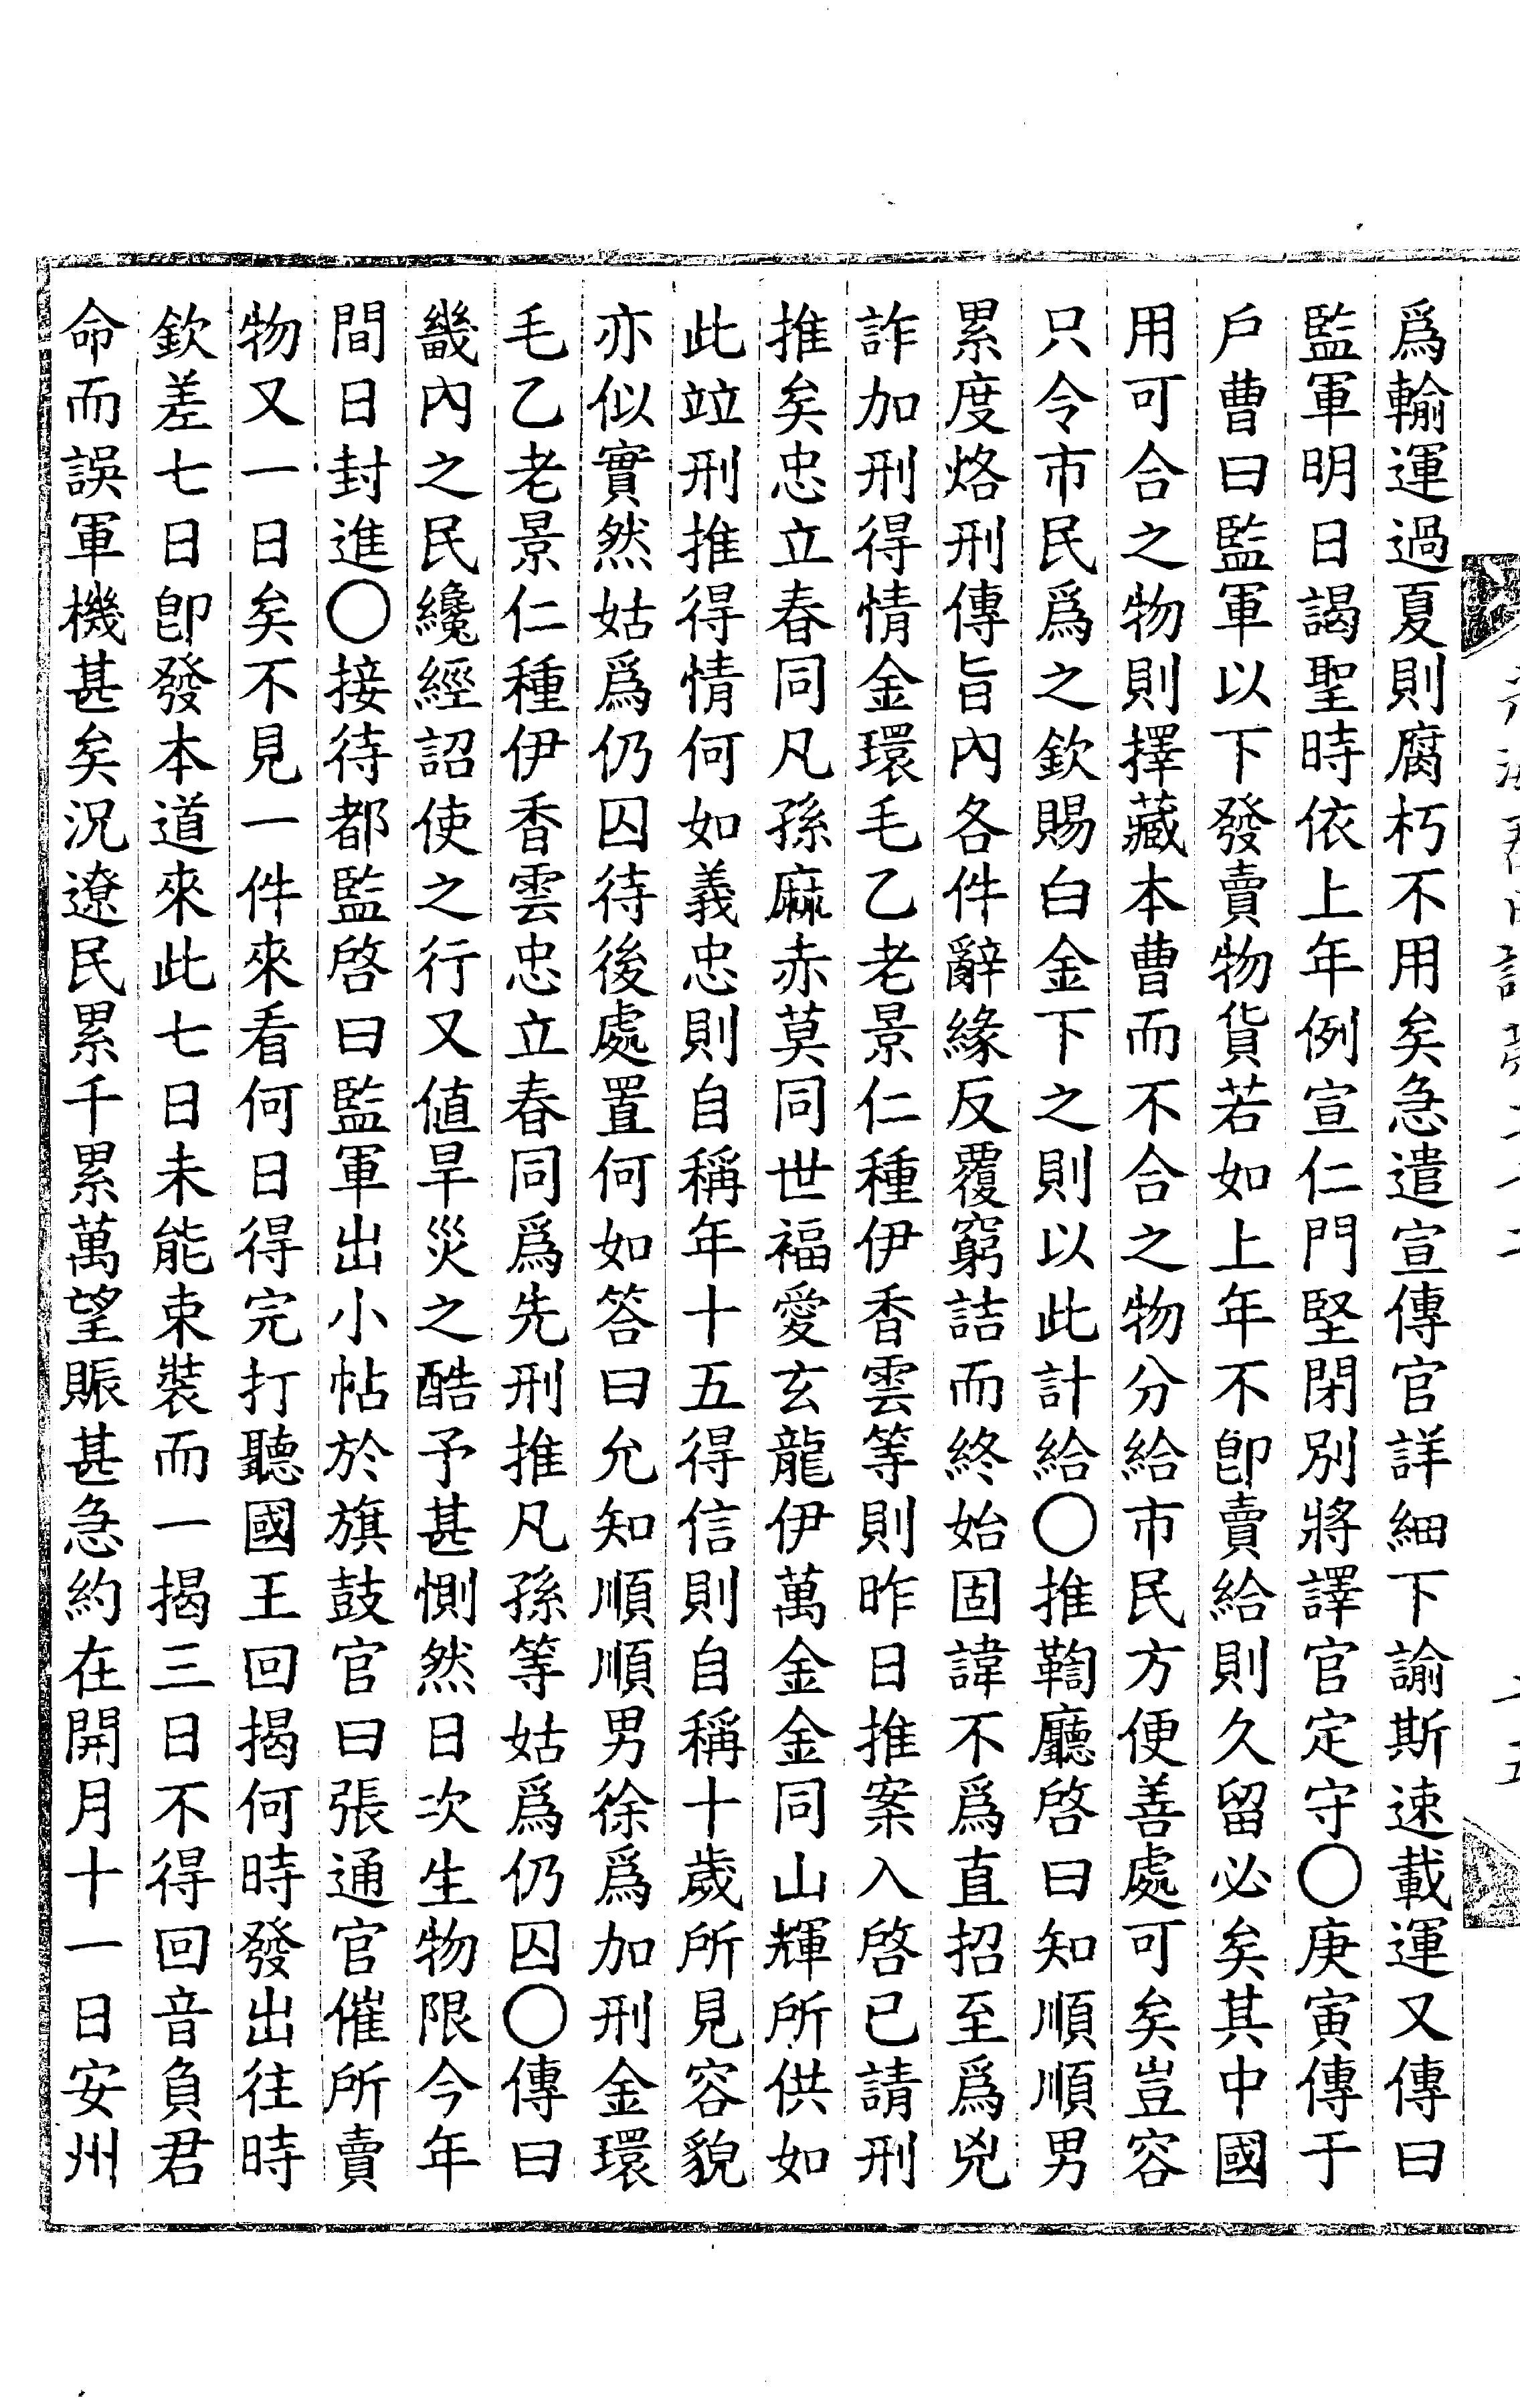 爲輸運過夏則腐朽不用矣急遣宣傳官詳細下諭斯速載運又傳曰
監軍明日謁聖時依上年例宣仁門堅閉別將譯官定守○庚寅傳于
戶曹曰監軍以下發賣物貨若如上年不卽賣給則久留必矣其中國
用可合之物則擇藏本曹而不合之物分給市民方便善處可矣豈容
只令市民爲之欽賜白金下之則以此計給○推鞫廳啓曰知順順男
累度烙刑傳旨內各件辭緣反覆窮詰而終始固諱不爲直招至爲兇
詐加刑得情金環毛乙老景仁種伊香雲等則昨日推案入啓已請刑
推矣忠立春同凡孫麻赤莫同世福愛玄龍伊萬金金同山輝所供如
此竝刑推得情何如義忠則自稱年十五得信則自稱十歲所見容貌
亦似實然姑爲仍囚待後處置何如答曰允知順順男徐爲加刑金環
毛乙老景仁種伊香雲忠立春同爲先刑推凡孫等姑爲仍囚○傳曰
畿內之民纔經詔使之行又値旱災之酷予甚惻然日次生物限今年
間日封進○接待都監啓曰監軍出小帖於旗鼓官曰張通官催所賣
物又一日矣不見一件來看何日得完打聽國王回揭何時發出往時
欽差七日卽發本道來此七日未能束裝而一揭三日不得回音負君
命而誤軍機甚矣況遼民累千累萬望賑甚急約在開月十一日安州